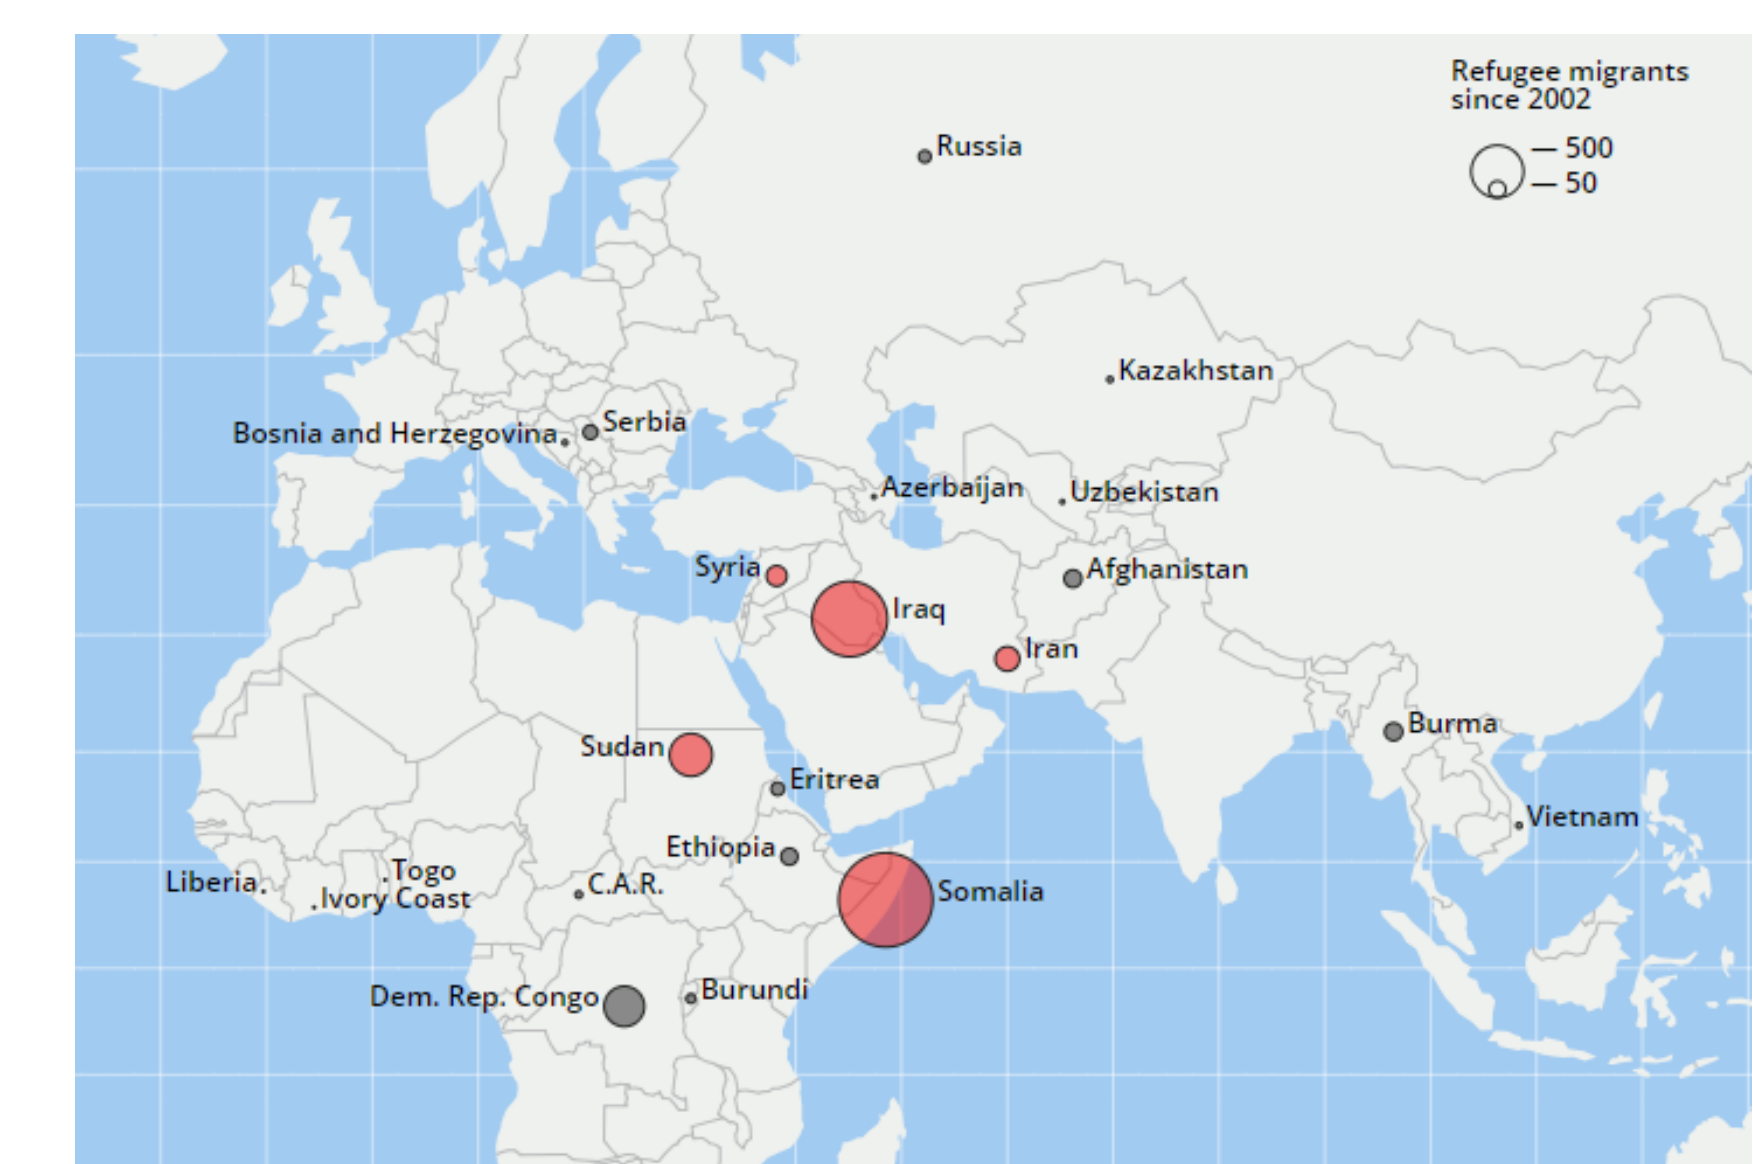 Refugee migrants
since 2002
— 500
— 50
Russia
Kazakhstan
Serbia
Bosnia and Herzegovina
Azerbaijan
Uzbekistan
Syria
Afghanistan
Iraq
Iran
Burma
Sudan
Eritrea
Vietnam
Ethiopia
Togo
Liberia
C.A.R.
Ivory Coast
Somalia
Dem. Rep. Congo
Burundi